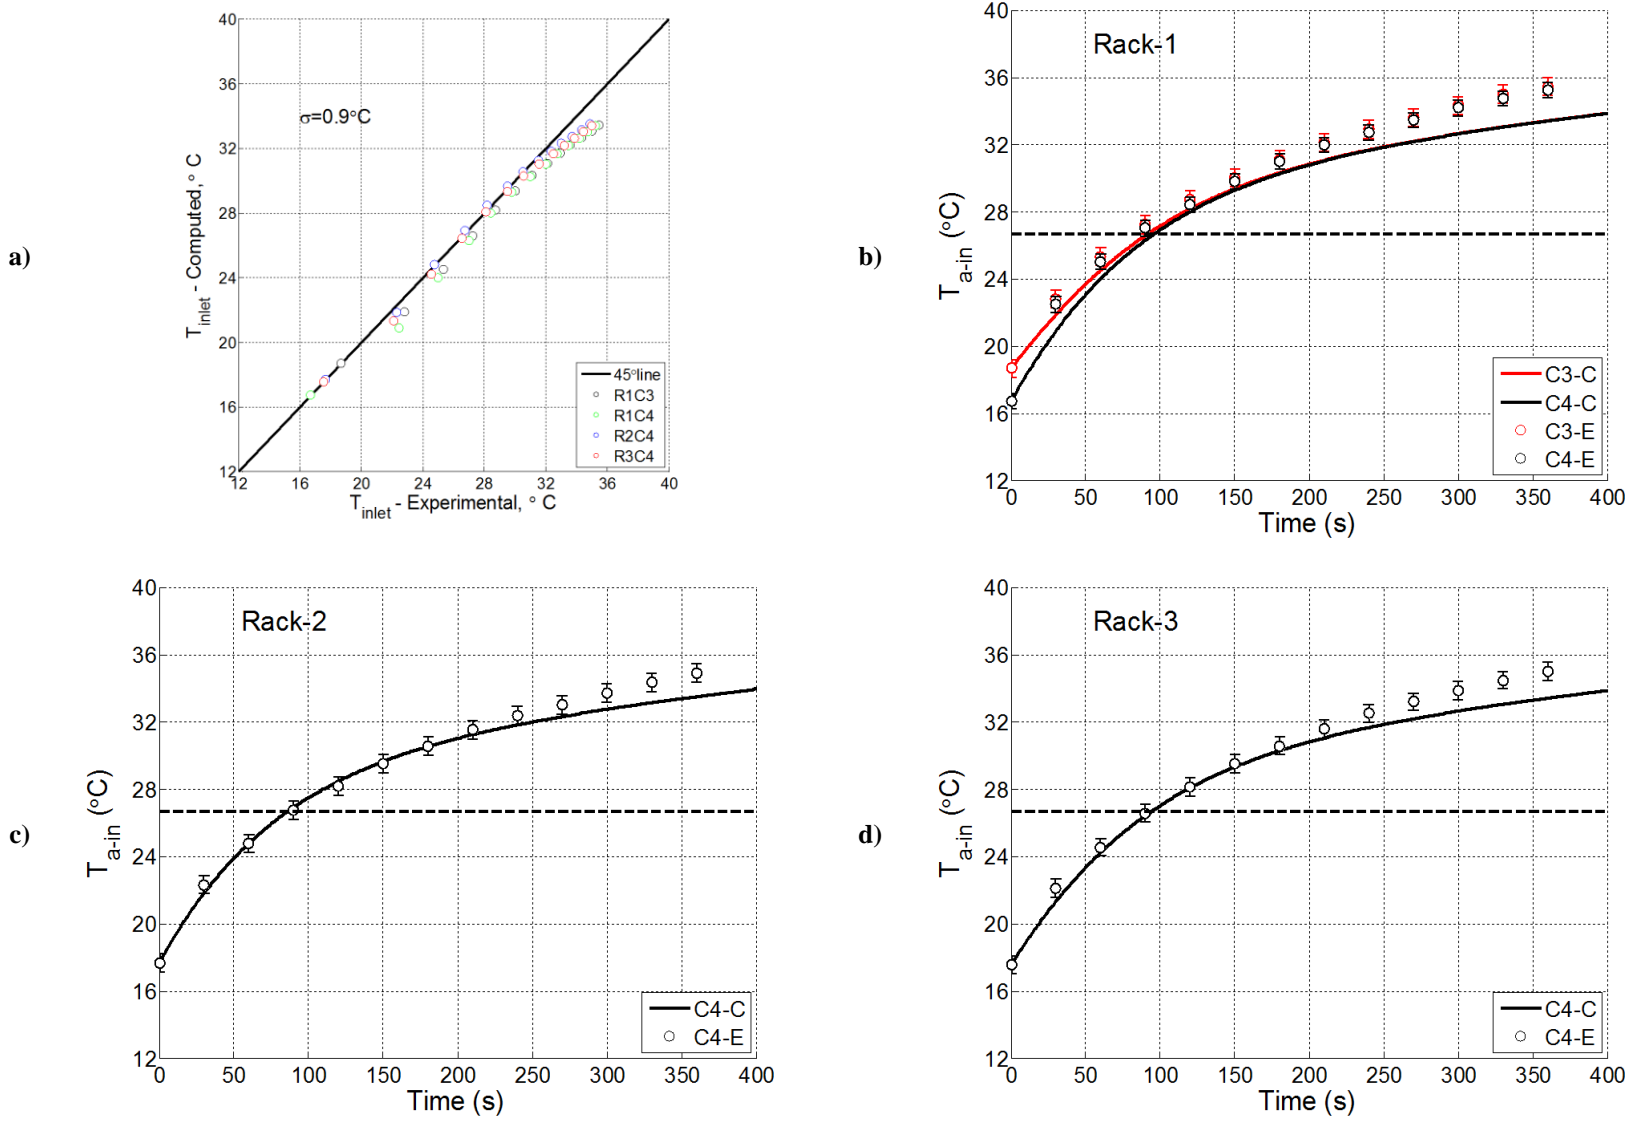 a)
40
36
32
28
24
20
16
12
12 16 20 24 28 32 36 40
σ=0.9°C
T inlet - Computed, ° C
T inlet - Experimental, ° C
45°line
R1C3
R1C4
R2C4
R3C4
b)
Rack-1
40
36
32
28
24
20
16
12
0 50 100 150 200 250 300 350 400
T a-in (°C)
Time (s)
C3-C
C4-C
C3-E
C4-E
c)
Rack-2
40
36
32
28
24
20
16
12
0 50 100 150 200 250 300 350 400
T a-in (°C)
Time (s)
C4-C
C4-E
d)
Rack-3
40
36
32
28
24
20
16
12
0 50 100 150 200 250 300 350 400
T a-in (°C)
Time (s)
C4-C
C4-E